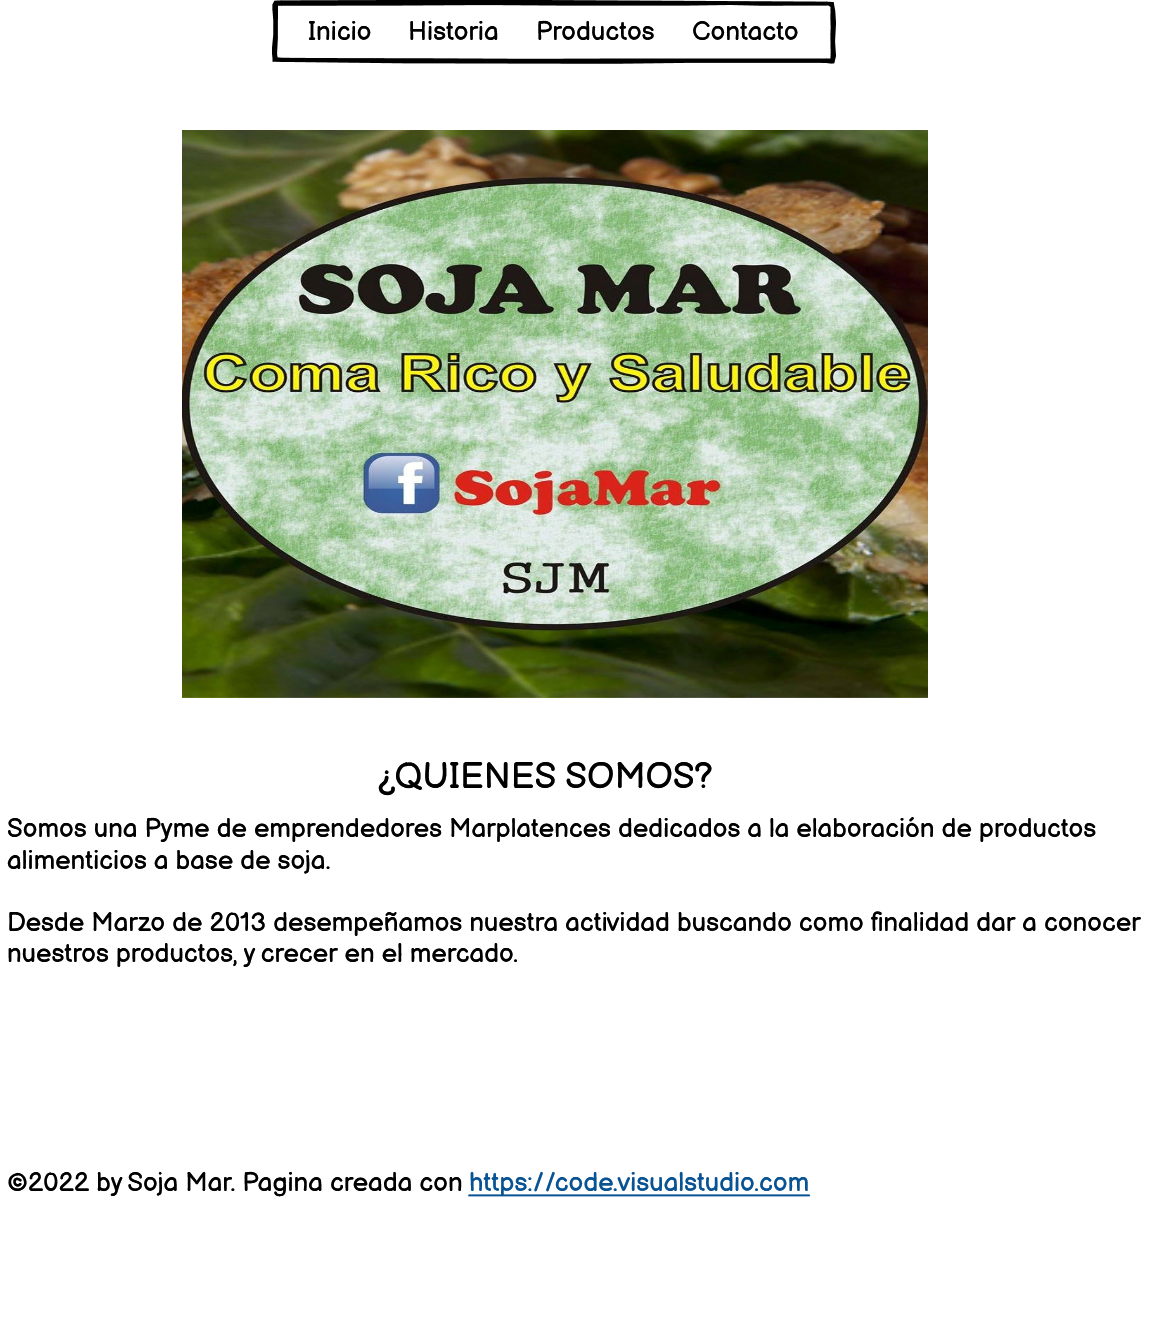 Inicio Historia Productos Contacto
SOJA MAR
Coma Rico y Saludable
f SojaMar
SJM
¿QUIENES SOMOS?
Somos una Pyme de emprendedores Marplatences dedicados a la elaboración de productos
alimenticios a base de soja.
Desde Marzo de 2013 desempeñamos nuestra actividad buscando como finalidad dar a conocer
nuestros productos, y crecer en el mercado.
©2022 by Soja Mar. Pagina creada con https://code.visualstudio.com